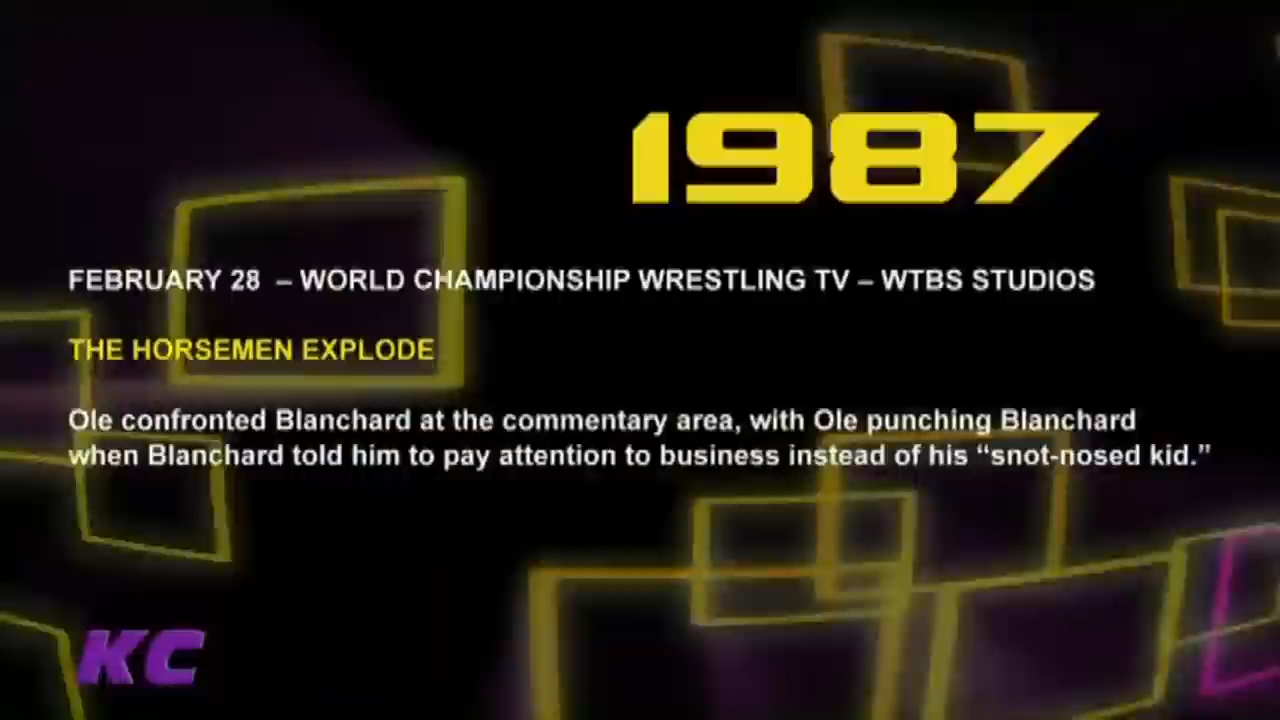 1987
FEBRUARY 28 – WORLD CHAMPIONSHIP WRESTLING TV – WTBS STUDIOS
THE HORSEMEN EXPLODE
Ole confronted Blanchard at the commentary area, with Ole punching Blanchard
when Blanchard told him to pay attention to business instead of his “snot-nosed kid.”
KC